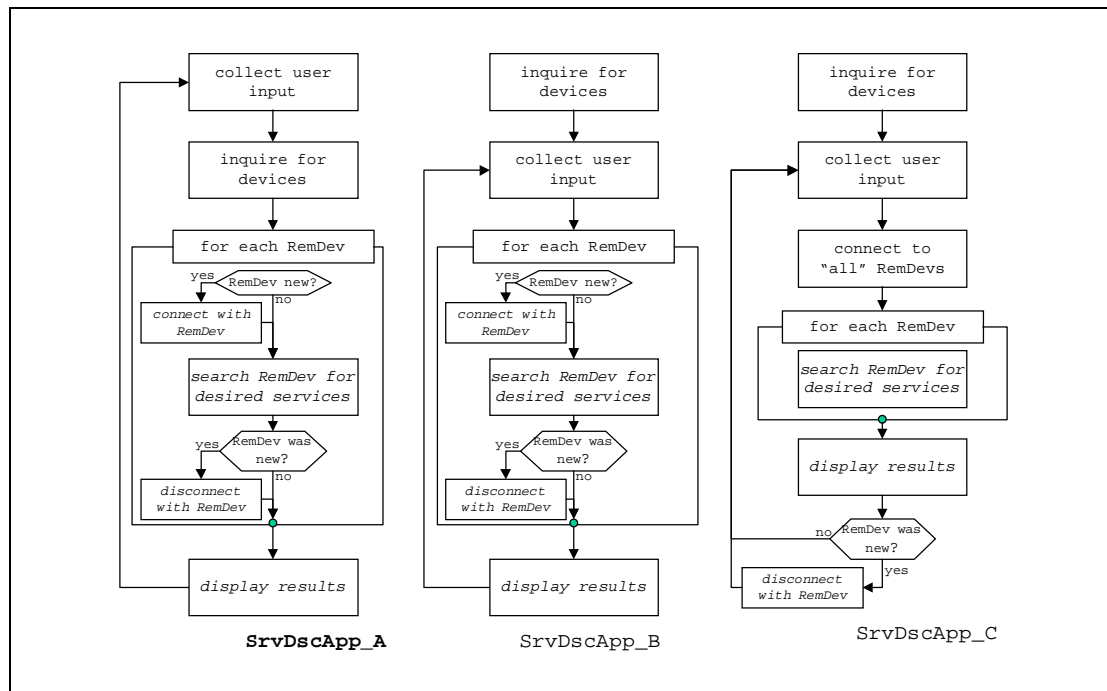 collect user
input
inquire for
devices
for each RemDev
yes
RemDev new?
no
connect with
RemDev
search RemDev for
desired services
yes
RemDev was
new?
no
disconnect
with RemDev
display results
SrvDscApp_A
inquire for
devices
collect user
input
for each RemDev
yes
RemDev new?
no
connect with
RemDev
search RemDev for
desired services
yes
RemDev was
new?
no
disconnect
with RemDev
display results
SrvDscApp_B
inquire for
devices
collect user
input
connect to
“all” RemDevs
for each RemDev
search RemDev for
desired services
display results
no
RemDev was
new?
yes
disconnect
with RemDev
SrvDscApp_C